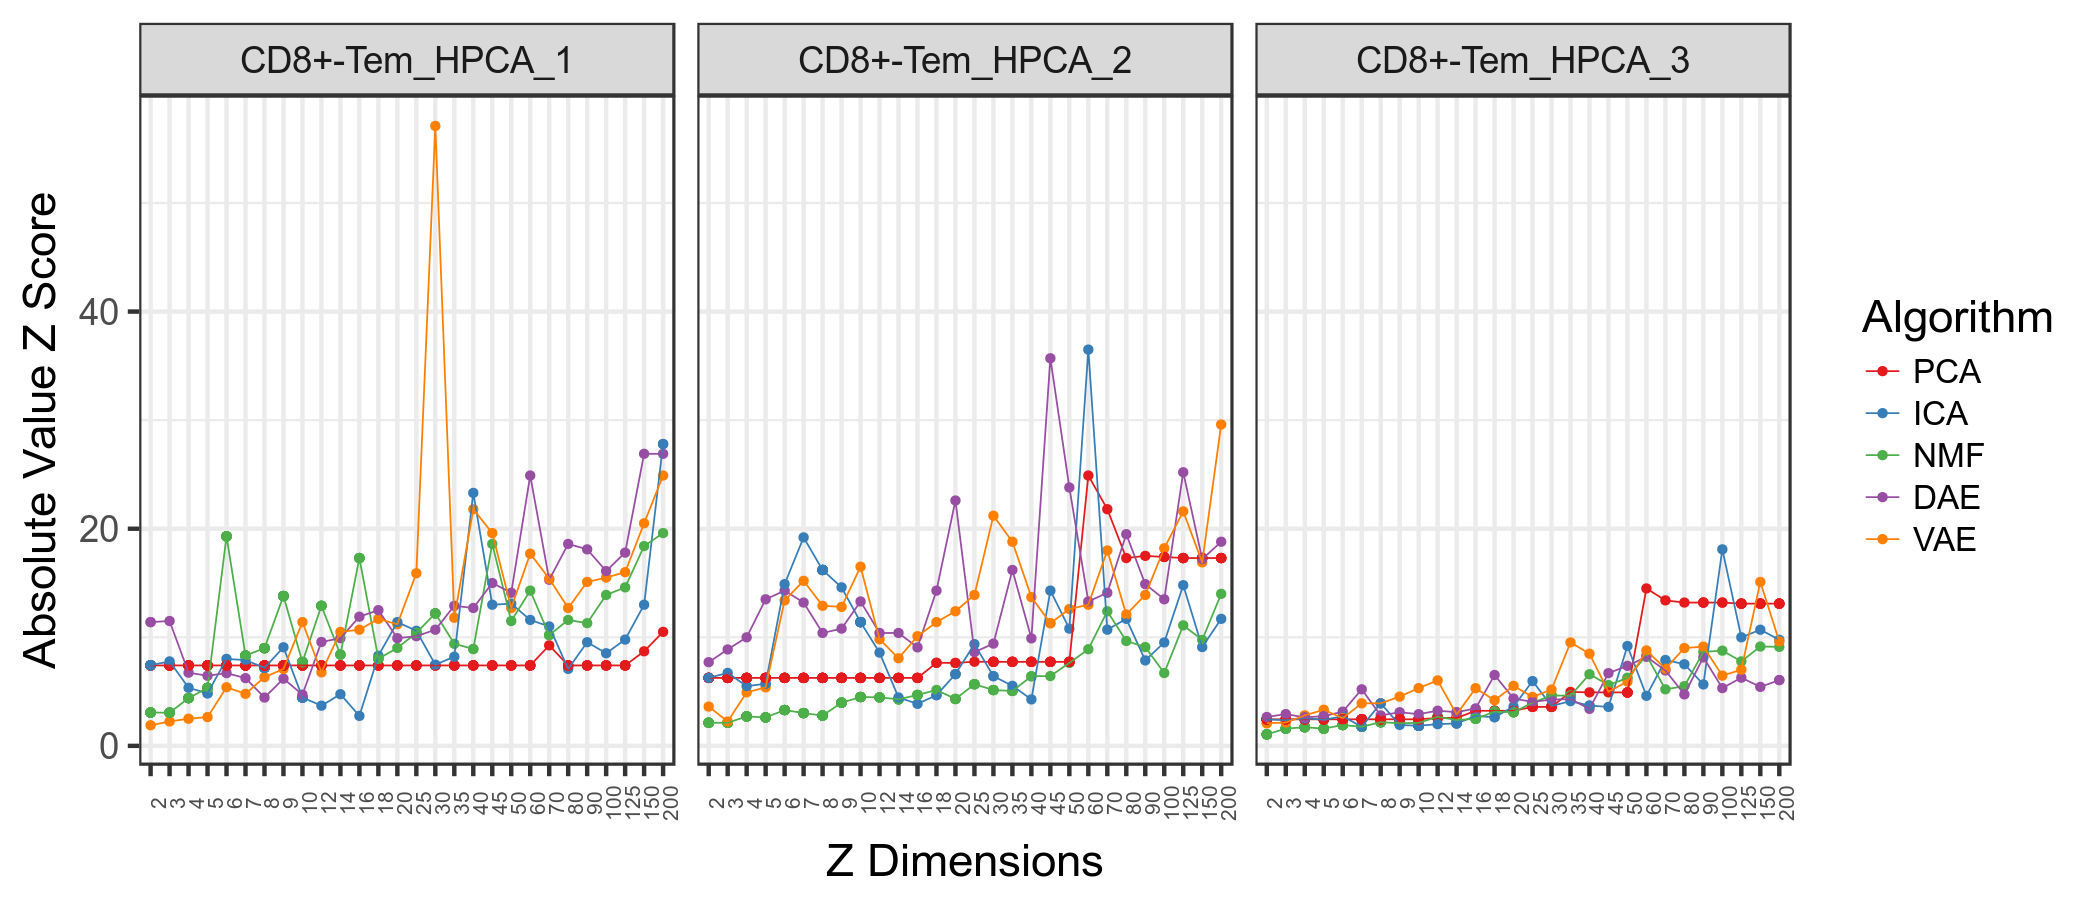 CD8+-Tem_HPCA_1 CD8+-Tem_HPCA_2 CD8+-Tem_HPCA_3
Absolute Value Z Score
40
20
0
2 3 4 5 6 7 8 9 10 12 14 16 18 20 25 30 35 40 45 50 60 70 80 90 100 125 150 200
2 3 4 5 6 7 8 9 10 12 14 16 18 20 25 30 35 40 45 50 60 70 80 90 100 125 150 200
2 3 4 5 6 7 8 9 10 12 14 16 18 20 25 30 35 40 45 50 60 70 80 90 100 125 150 200
Z Dimensions
Algorithm
PCA
ICA
NMF
DAE
VAE